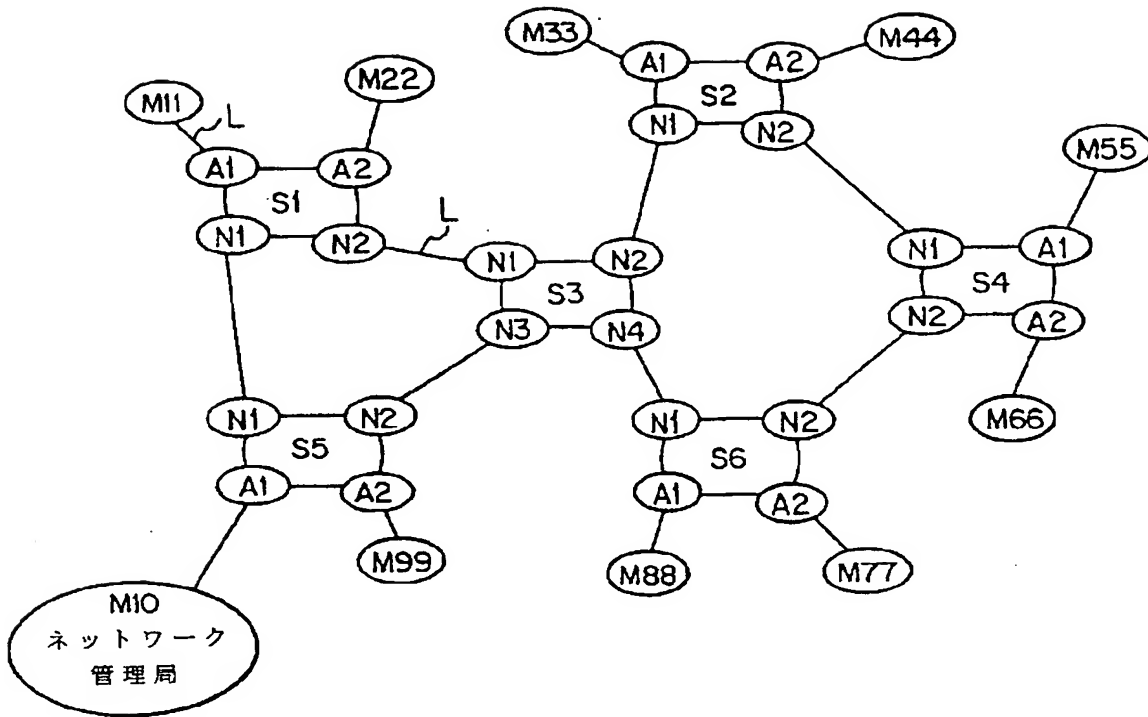 M33
M44
A1
A2
S2
N1
N2
M11
L
M22
A1
A2
S1
N1
N2
L
M55
N1
A1
S4
N2
A2
M66
N1
N2
S3
N3
N4
N1
N2
S5
A1
A2
M99
N1
N2
S6
A1
A2
M88
M77
M10
ネットワーク
管理局